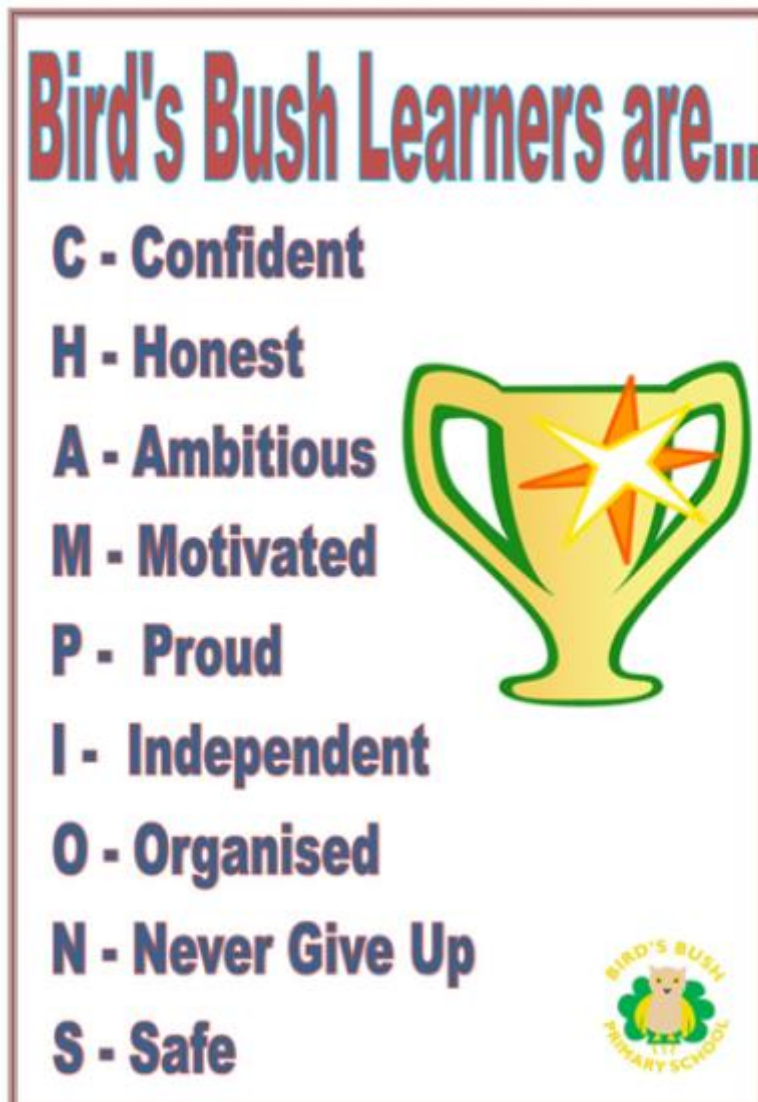 Bird's Bush Learners are...
C - Confident
H - Honest
A - Ambitious
M - Motivated
P - Proud
I - Independent
O - Organised
N - Never Give Up
S - Safe
BIRD'S BUSH
PRIMARY SCHOOL